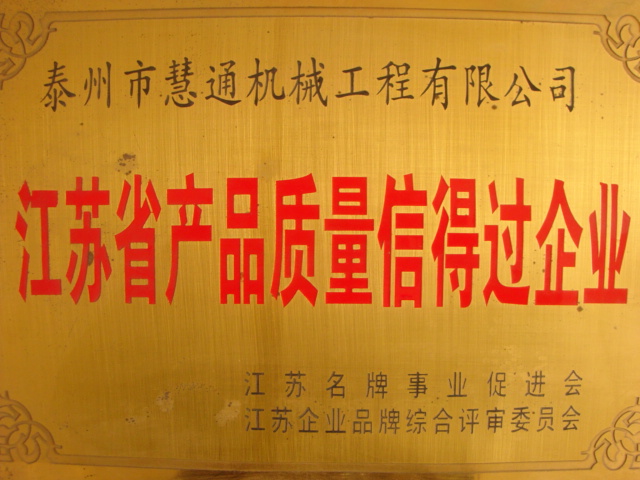 泰州市慧通机械工程有限公司
江苏省产品质量信得过企业
江苏名牌事业促进会
江苏企业品牌综合评审委员会